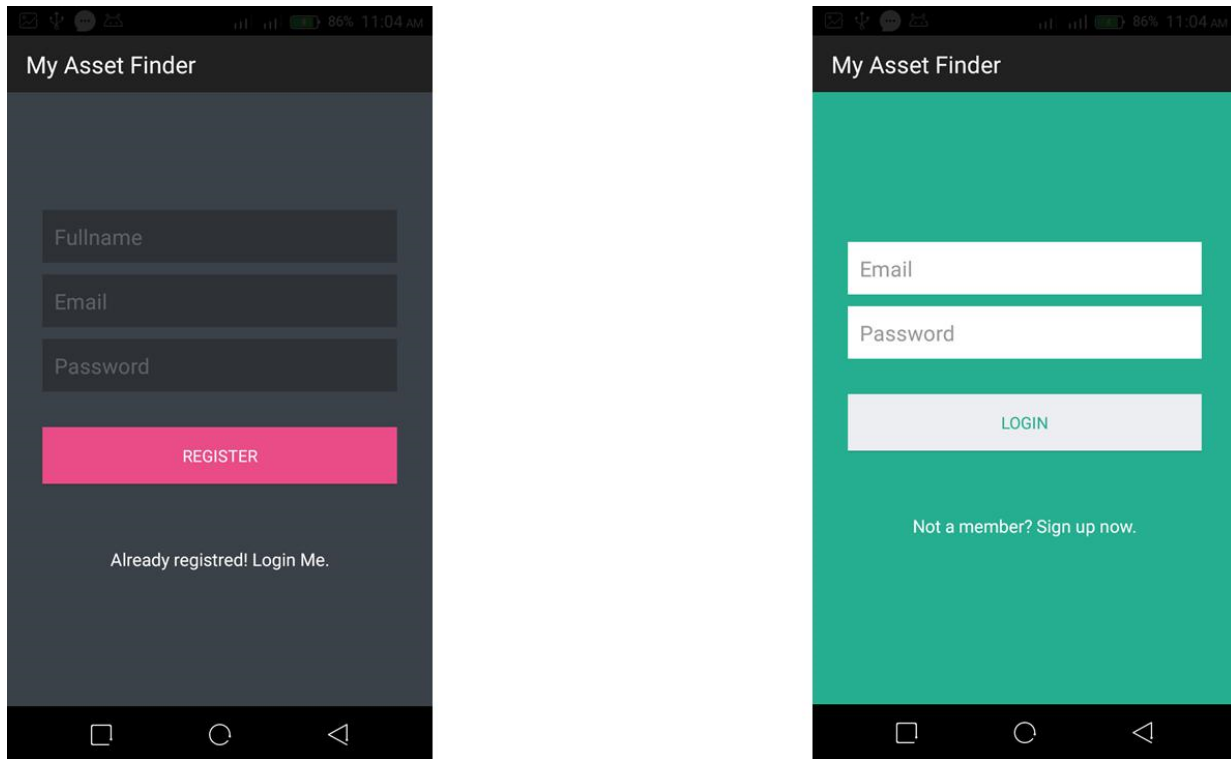 86% 11:04 AM
My Asset Finder
Fullname
Email
Password
REGISTER
Already registred! Login Me.
86% 11:04 AM
My Asset Finder
Email
Password
LOGIN
Not a member? Sign up now.